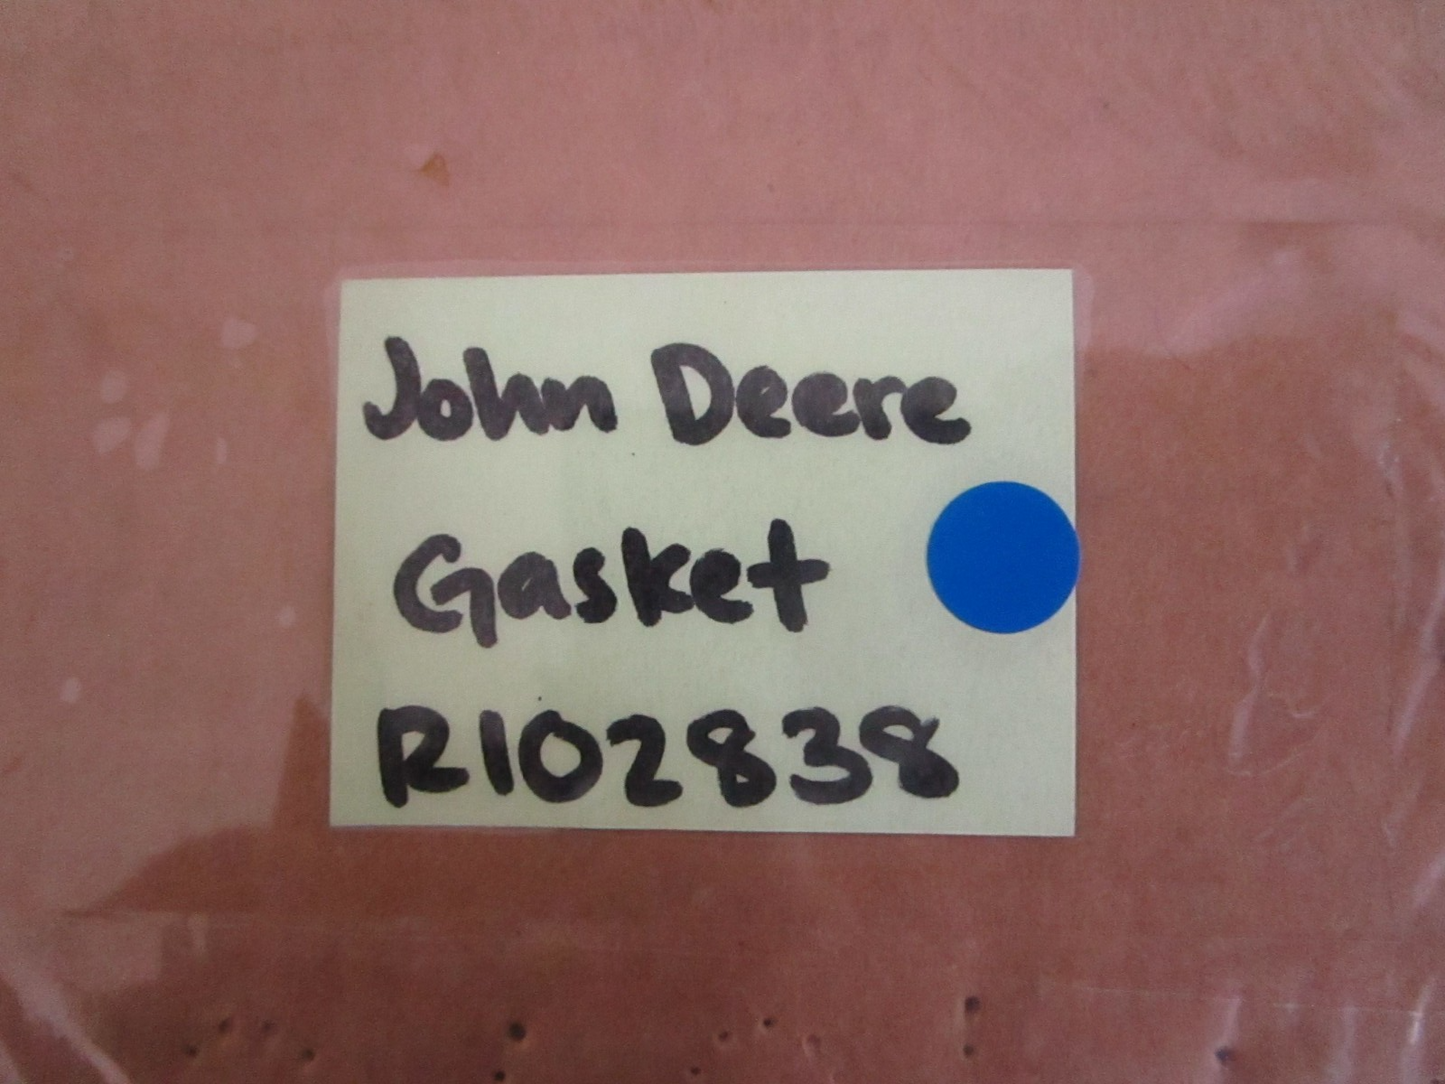 John Deere
Gasket
R102838